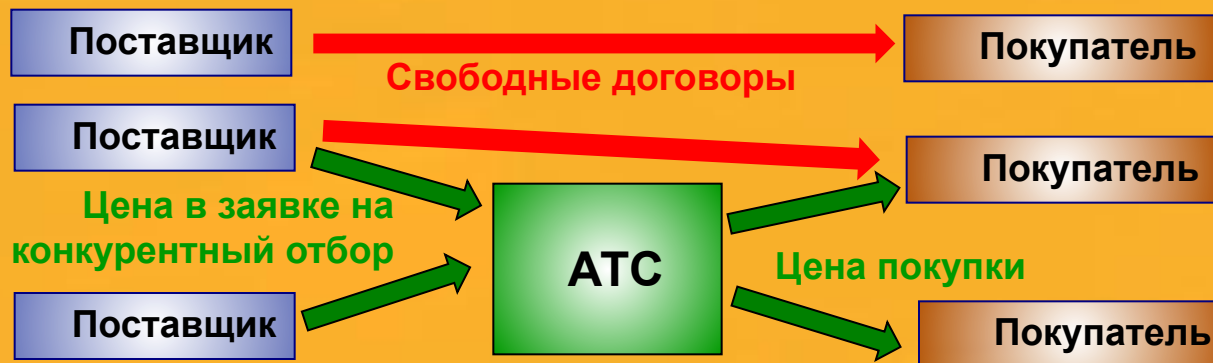 Поставщик
Покупатель
Свободные договоры
Поставщик
Покупатель
Цена в заявке на
конкурентный отбор
АТС
Цена покупки
Поставщик
Покупатель